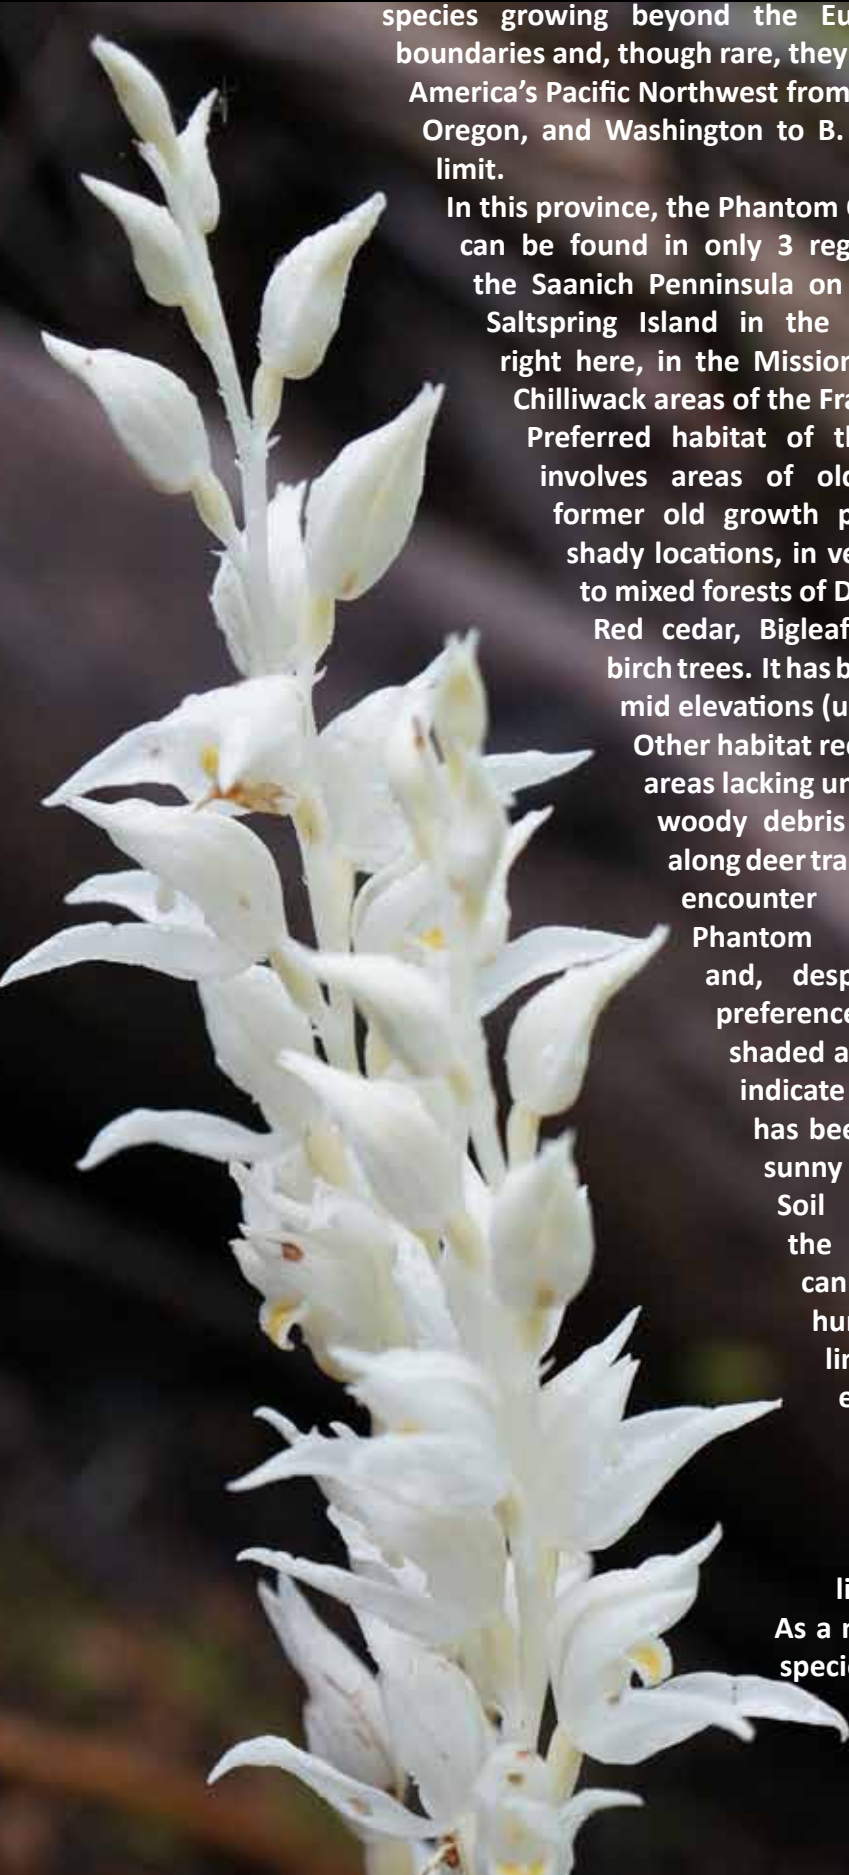 species growing beyond the Eu
boundaries and, though rare, they
America's Pacific Northwest from
Oregon, and Washington to B.
limit.
In this province, the Phantom
can be found in only 3 reg
the Saanich Penninsula on
Saltspring Island in the
right here, in the Mission
Chilliwack areas of the Fra
Preferred habitat of th
involves areas of old
former old growth p
shady locations, in ve
to mixed forests of D
Red cedar, Bigleaf
birch trees. It has b
mid elevations (u
Other habitat rec
areas lacking un
woody debris
along deer tra
encounter
Phantom
and, desp
preference
shaded a
indicate
has bee
sunny
Soil
the
can
hum
lim
e
li
As a n
specie